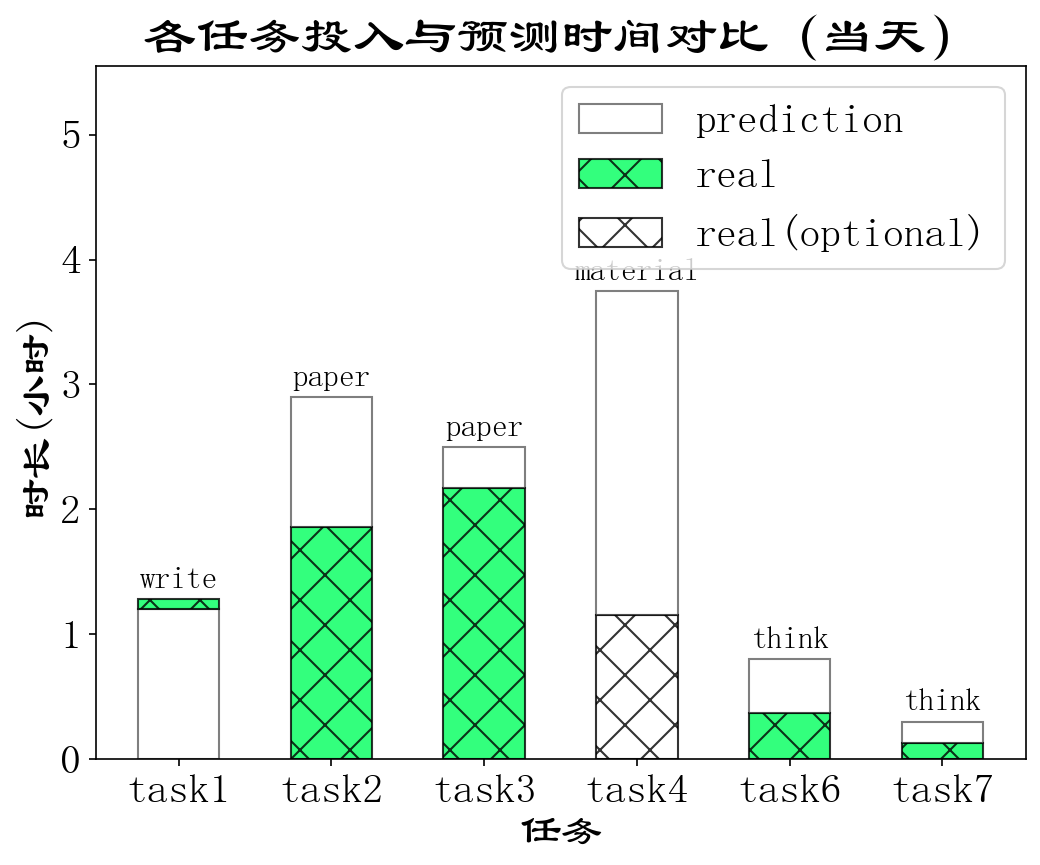 各任务投入与预测时间对比 (当天)
prediction
real
real(optional)
5
4
3
2
1
0
时长(小时)
write
paper
paper
material
think
think
task1 task2 task3 task4 task6 task7
任务